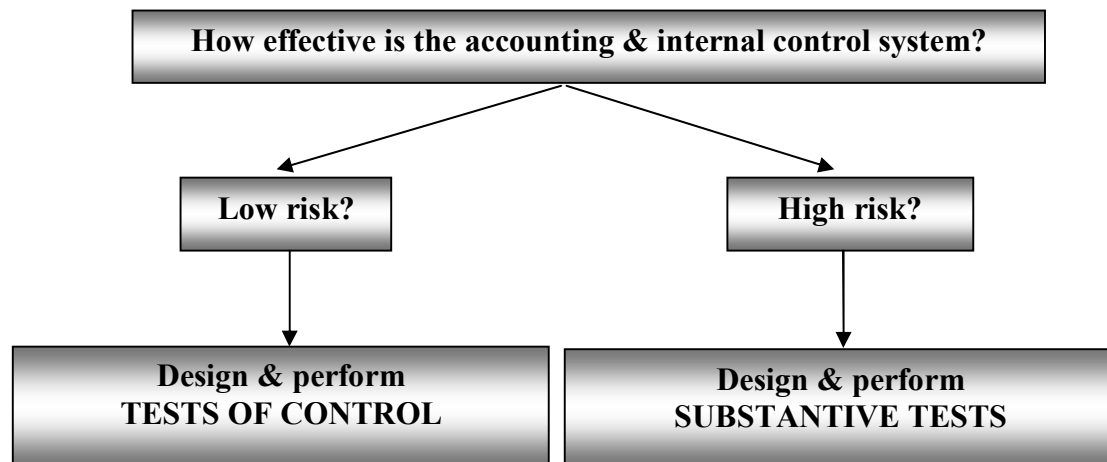 How effective is the accounting & internal control system?
Low risk?
High risk?
Design & perform
TESTS OF CONTROL
Design & perform
SUBSTANTIVE TESTS